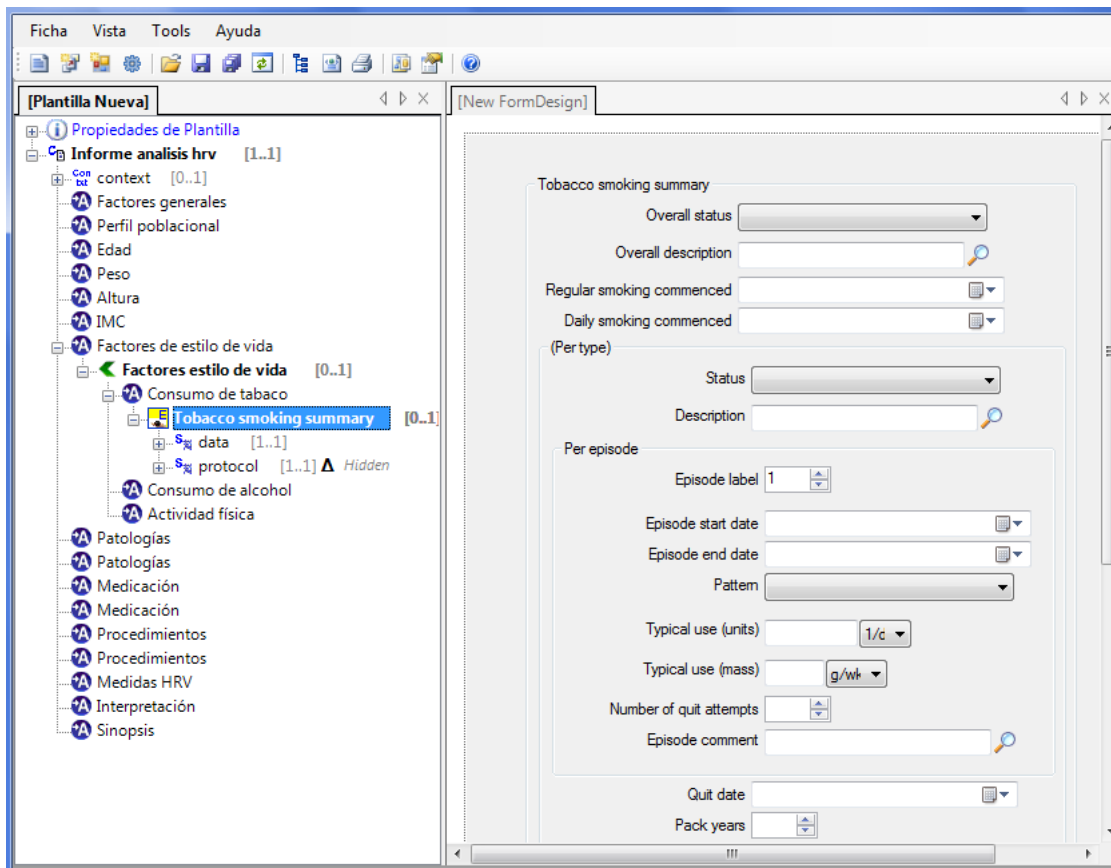 Ficha Vista Tools Ayuda
[Plantilla Nueva]
Propiedades de Plantilla
Informe analisis hrv [1..1]
context [0..1]
Factores generales
Perfil poblacional
Edad
Peso
Altura
IMC
Factores de estilo de vida
Factores estilo de vida [0..1]
Consumo de tabaco
Tobacco smoking summary [0..1]
data [1..1]
protocol [1..1] Δ Hidden
Consumo de alcohol
Actividad física
Patologías
Patologías
Medicación
Medicación
Procedimientos
Procedimientos
Medidas HRV
Interpretación
Sinopsis
[New FormDesign]
Tobacco smoking summary
Overall status
Overall description
Regular smoking commenced
Daily smoking commenced
(Per type)
Status
Description
Per episode
Episode label 1
Episode start date
Episode end date
Pattern
Typical use (units) 1/d
Typical use (mass) g/wk
Number of quit attempts
Episode comment
Quit date
Pack years